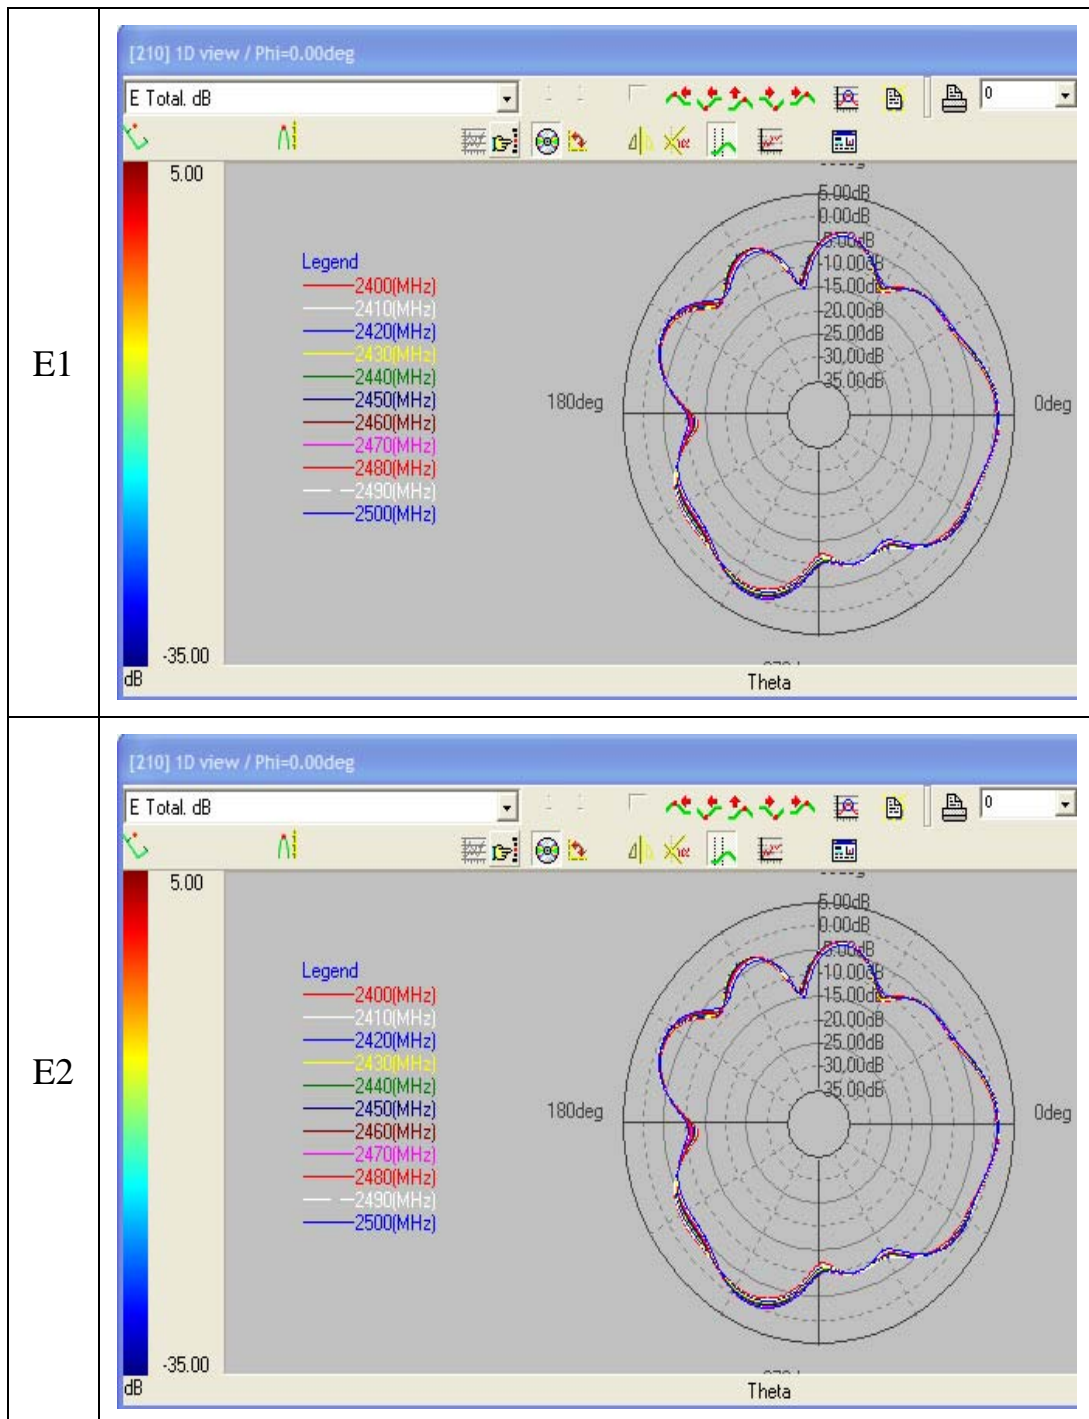 E1
[210] 1D view / Phi=0.00deg
E Total. dB
0
5.00
5.00dB
0.00dB
-5.00dB
Legend
-10.00dB
2400(MHz)
-15.00dB
2410(MHz)
-20.00dB
2420(MHz)
-25.00dB
2430(MHz)
-30.00dB
2440(MHz)
-35.00dB
2450(MHz)
180deg
0deg
2460(MHz)
2470(MHz)
2480(MHz)
2490(MHz)
2500(MHz)
-35.00
dB
Theta
E2
[210] 1D view / Phi=0.00deg
E Total. dB
0
5.00
5.00dB
0.00dB
-5.00dB
Legend
-10.00dB
2400(MHz)
-15.00dB
2410(MHz)
-20.00dB
2420(MHz)
-25.00dB
2430(MHz)
-30.00dB
2440(MHz)
-35.00dB
2450(MHz)
180deg
0deg
2460(MHz)
2470(MHz)
2480(MHz)
2490(MHz)
2500(MHz)
-35.00
dB
Theta